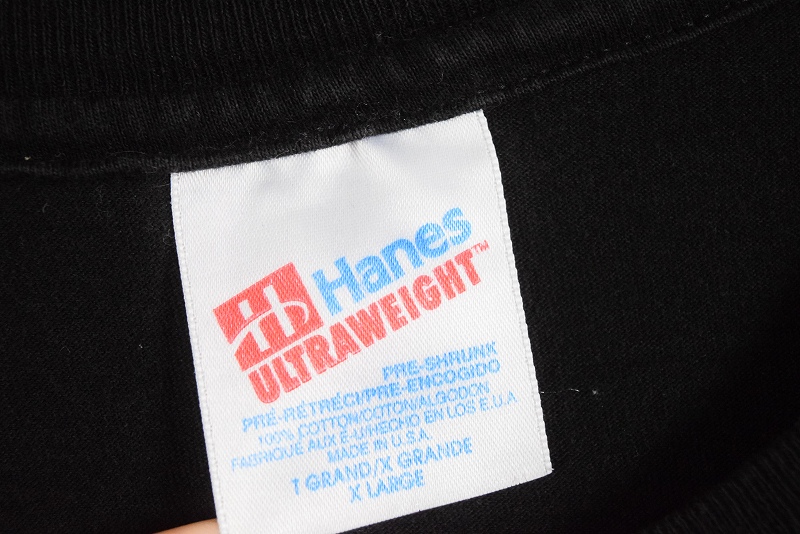 Hanes
ULTRAWEIGHT™
PRE-SHRUNK
PRÉ-RÉTRÉCI/PRE-ENCOGIDO
100% COTTON/COTON/ALGODON
FABRIQUÉ AUX É-U/HECHO EN LOS E.U.A.
MADE IN U.S.A.
T GRAND/X GRANDE
X LARGE